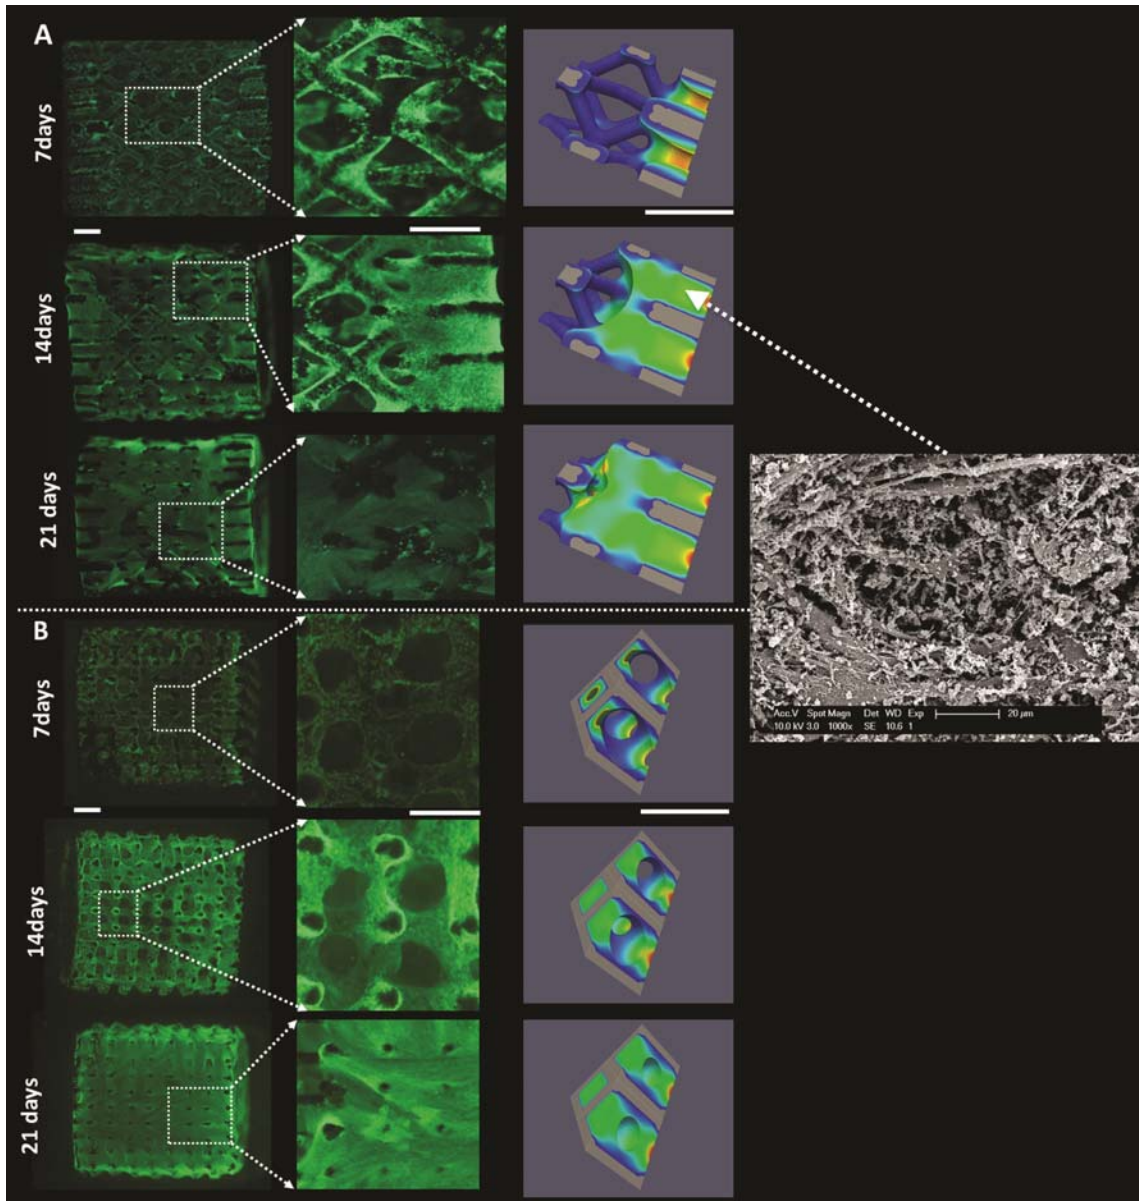 A
7days
14days
21 days
B
7days
14days
21 days
Acc.V Spot Magn Det WD Exp
10.0 kV 3.0 1000x SE 10.6 1 20 µm